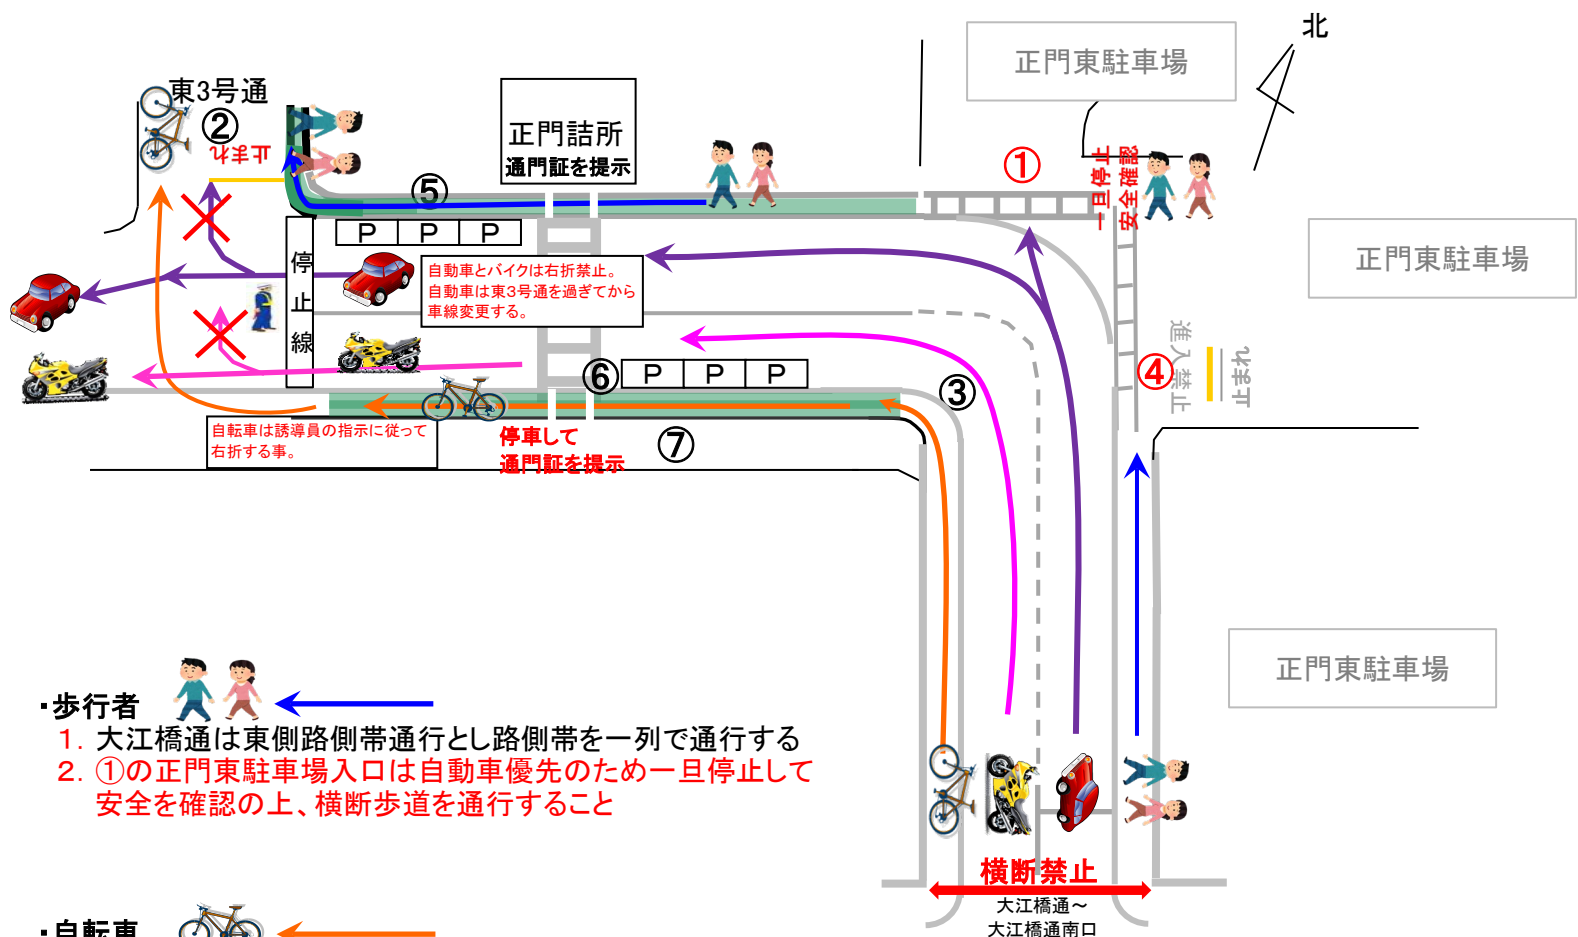 北
正門東駐車場
東3号通
②
止まれ
正門詰所
通門証を提示
①
一旦停止
安全確認
⑤
P P P
正門東駐車場
停止線
自動車とバイクは右折禁止。
自動車は東3号通を過ぎてから
車線変更する。
進入禁止
止まれ
④
⑥
P P P
③
自転車は誘導員の指示に従って
右折する事。
停車して
通門証を提示
⑦
正門東駐車場
・歩行者
1. 大江橋通は東側路側帯通行とし路側帯を一列で通行する
2. ①の正門東駐車場入口は自動車優先のため一旦停止して
安全を確認の上、横断歩道を通行すること
横断禁止
大江橋通～
大江橋通南口
・自転車